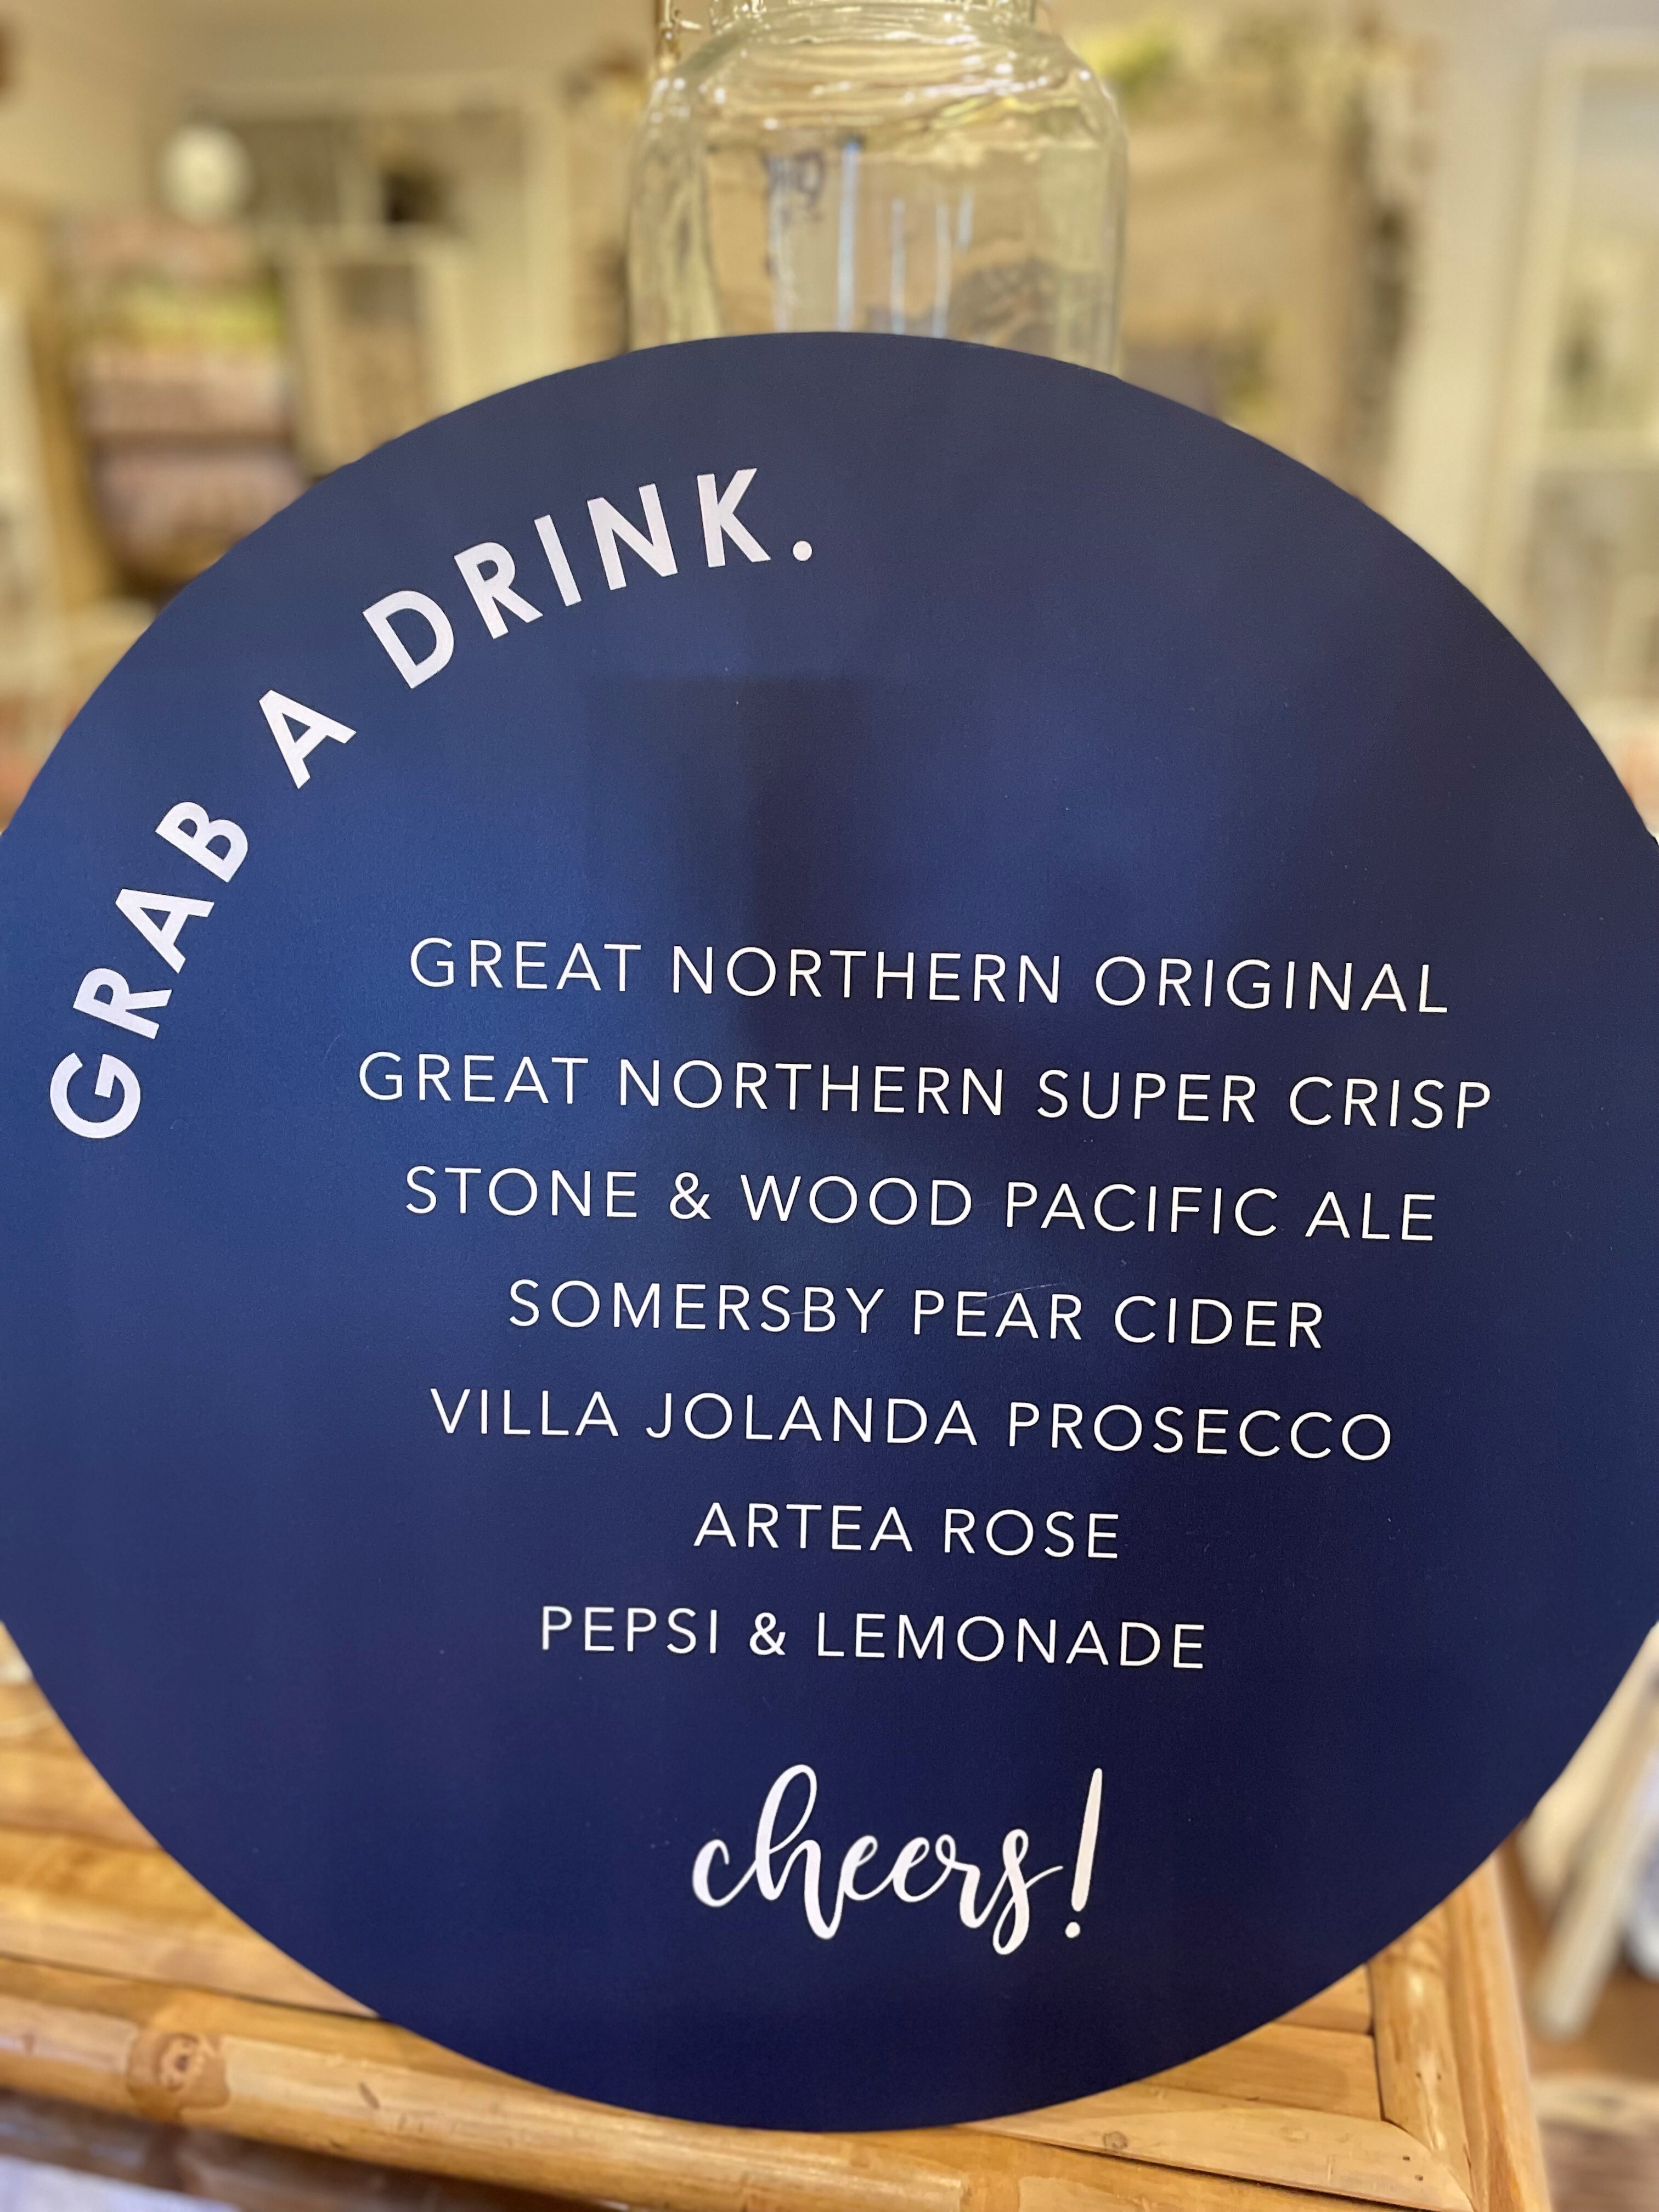 GRAB A DRINK.
GREAT NORTHERN ORIGINAL
GREAT NORTHERN SUPER CRISP
STONE & WOOD PACIFIC ALE
SOMERSBY PEAR CIDER
VILLA JOLANDA PROSECCO
ARTEA ROSE
PEPSI & LEMONADE
cheers!